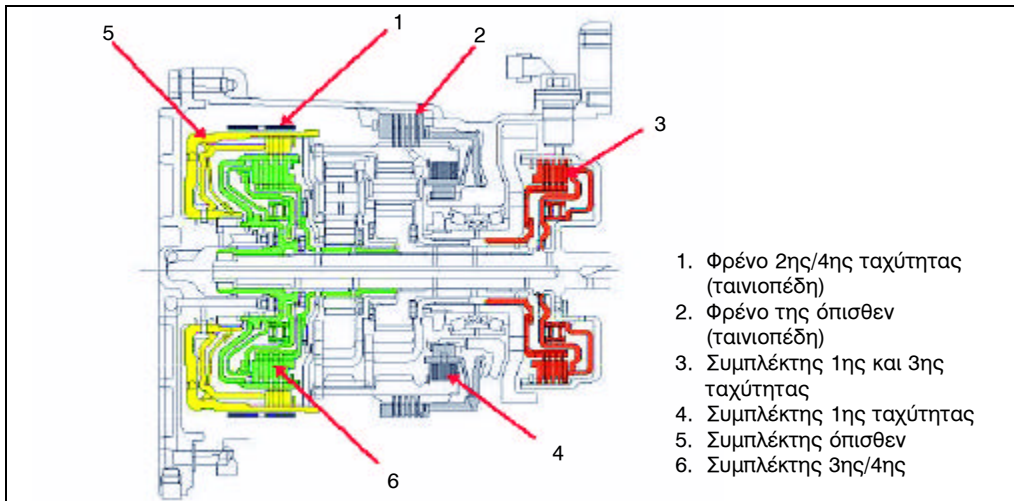 5
1
2
3
4
6
1. Φρένο 2ης/4ης ταχύτητας
(ταινιοπέδη)
2. Φρένο της όπισθεν
(ταινιοπέδη)
3. Συμπλέκτης 1ης και 3ης
ταχύτητας
4. Συμπλέκτης 1ης ταχύτητας
5. Συμπλέκτης όπισθεν
6. Συμπλέκτης 3ης/4ης